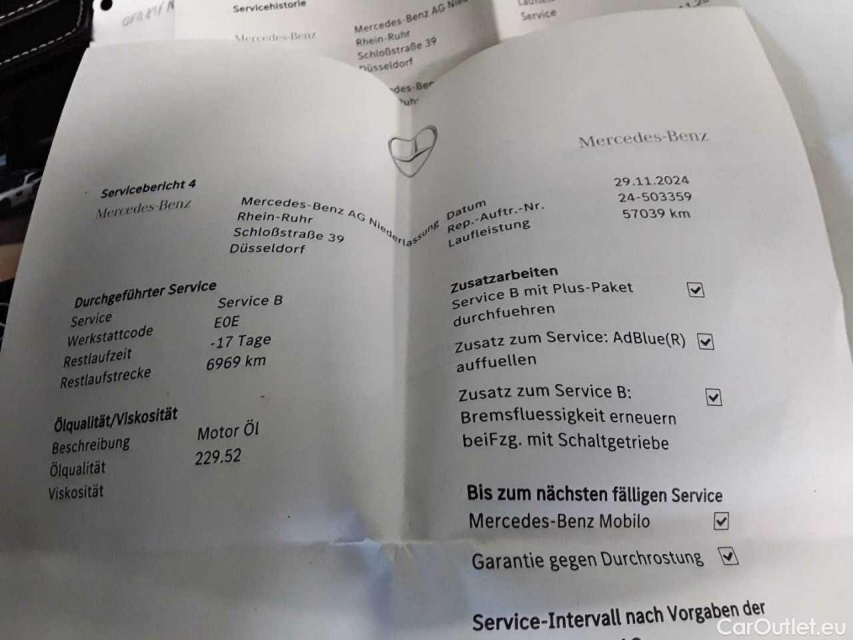 Servicehistorie
Mercedes-Benz
Mercedes-Benz AG
Rhein-Ruhr
Schloßstraße 39
Düsseldorf
Service
Servicebericht 4
Mercedes-Benz
Mercedes-Benz AG Niederlassung
Rhein-Ruhr
Schloßstraße 39
Düsseldorf
Durchgeführter Service
Service Service B
Werkstattcode E0E
Restlaufzeit -17 Tage
Restlaufstrecke 6969 km
Ölqualität/Viskosität
Beschreibung Motor Öl
Ölqualität 229.52
Viskosität
Mercedes-Benz
Datum 29.11.2024
Rep.-Auftr.-Nr. 24-503359
Laufleistung 57039 km
Zusatzarbeiten
Service B mit Plus-Paket
durchfuehren
Zusatz zum Service: AdBlue(R)
auffuellen
Zusatz zum Service B:
Bremsfluessigkeit erneuern
beiFzg. mit Schaltgetriebe
Bis zum nächsten fälligen Service
Mercedes-Benz Mobilo
Garantie gegen Durchrostung
Service-Intervall nach Vorgaben der
CarOutlet.eu